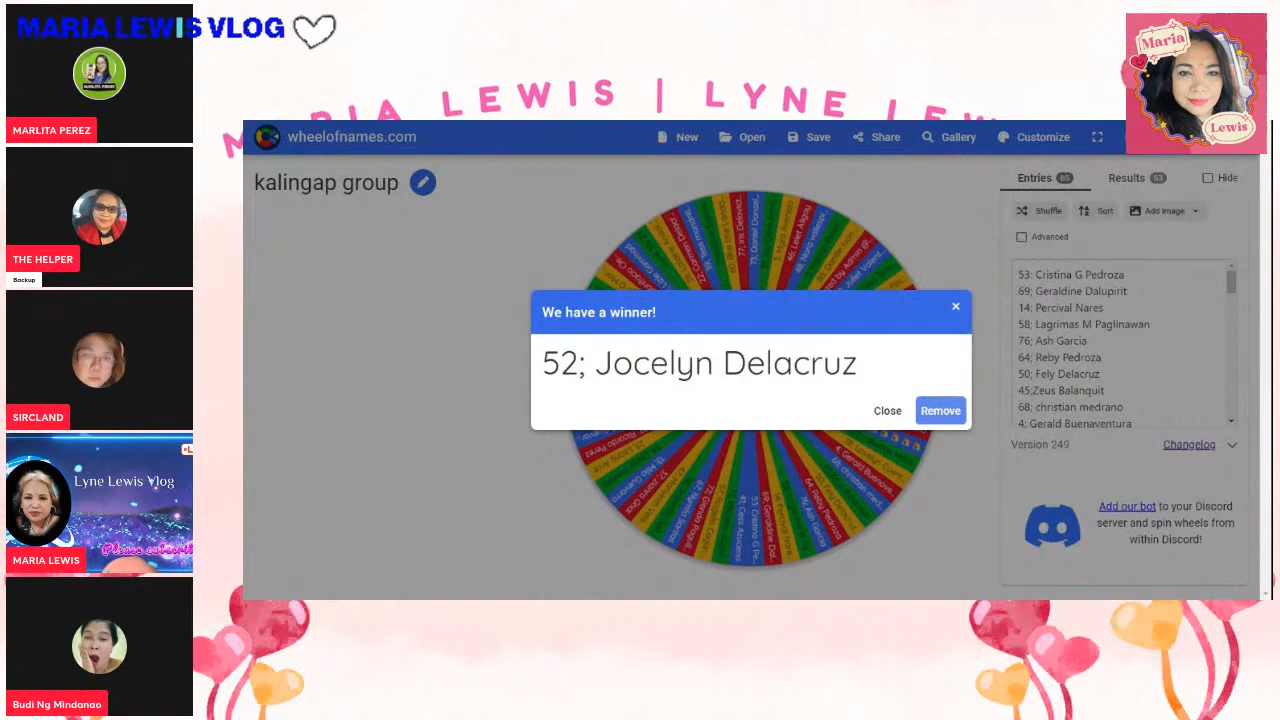 MARIA LEWIS VLOG
MARIA LEWIS | LYNE LEW
Maria
Lewis
MARLITA PEREZ
THE HELPER
Backup
SIRCLAND
Lyne Lewis Vlog
Please subscri
MARIA LEWIS
Budi Ng Mindanao
wheelofnames.com
New
Open
Save
Share
Gallery
Customize
kalingap group
Entries 65
Results 53
Hide
Shuffle
Sort
Add image
Advanced
53: Cristina G Pedroza
69; Geraldine Dalupirit
14; Percival Nares
58; Lagrimas M Paglinawan
76; Ash Garcia
64; Reby Pedroza
50; Fely Delacruz
45;Zeus Balanquit
68; christian medrano
4; Gerald Buenaventura
Version 249
Changelog
Add our bot to your Discord
server and spin wheels from
within Discord!
We have a winner!
×
52; Jocelyn Delacruz
Close
Remove